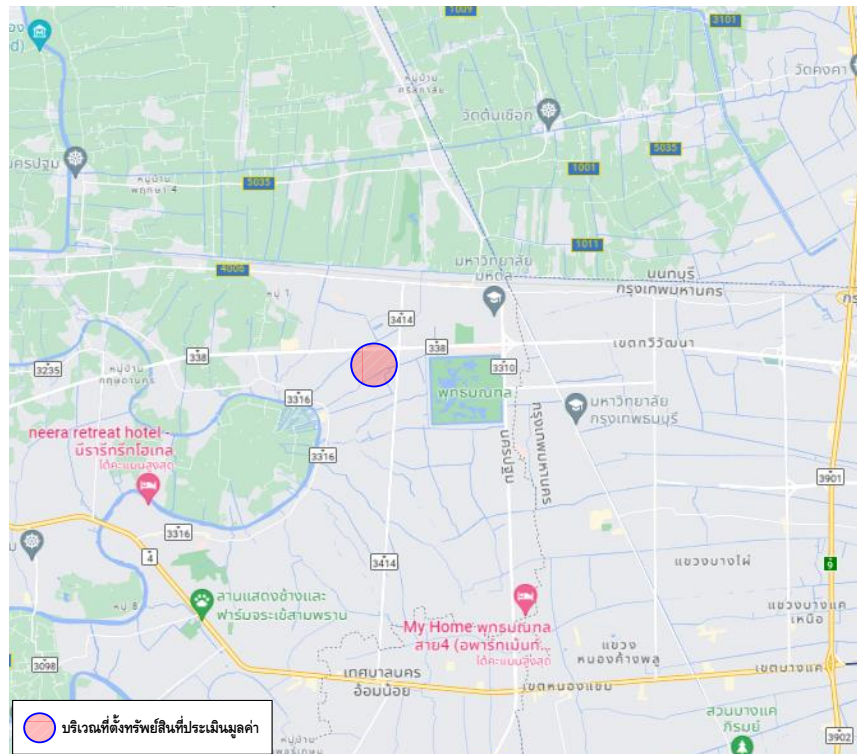 1009
3101
วัดคงคา
หมู่บ้าน
ศรีสภาลัย
วัดต้นเชือก
5035
นครปฐม
หมู่บ้าน
พฤกษา 4
5035
1001
1011
มหาวิทยาลัย
มหิดล
นนทบุรี
กรุงเทพมหานคร
4006
หมู่ 1
3414
338
338
เขตทวีวัฒนา
3235
หมู่บ้าน
กฤษดานคร
3310
พุทธมณฑล
3316
มหาวิทยาลัย
กรุงเทพธนบุรี
neera retreat hotel -
นีรารีทรีทโฮเทล
ได้คะแนนสูงสุด
นครปฐม
กรุงเทพมหานคร
3316
3901
3316
4
3414
แขวงบางไผ่
9
ลานแสดงช้างและ
ฟาร์มจระเข้สามพราน
หมู่ 8
My Home พุทธมณฑล
สาย4 (อพาร์ทเม้นท์...
ได้คะแนนสูงสุด
แขวงบางแค
เหนือ
แขวง
หนองค้างพลู
3098
เทศบาลนคร
อ้อมน้อย
เขตหนองแขม
เขตบางแค
สวนบางแค
ภิรมย์
3902
บริเวณที่ตั้งทรัพย์สินที่ประเมินมูลค่า
หมู่บ้าน